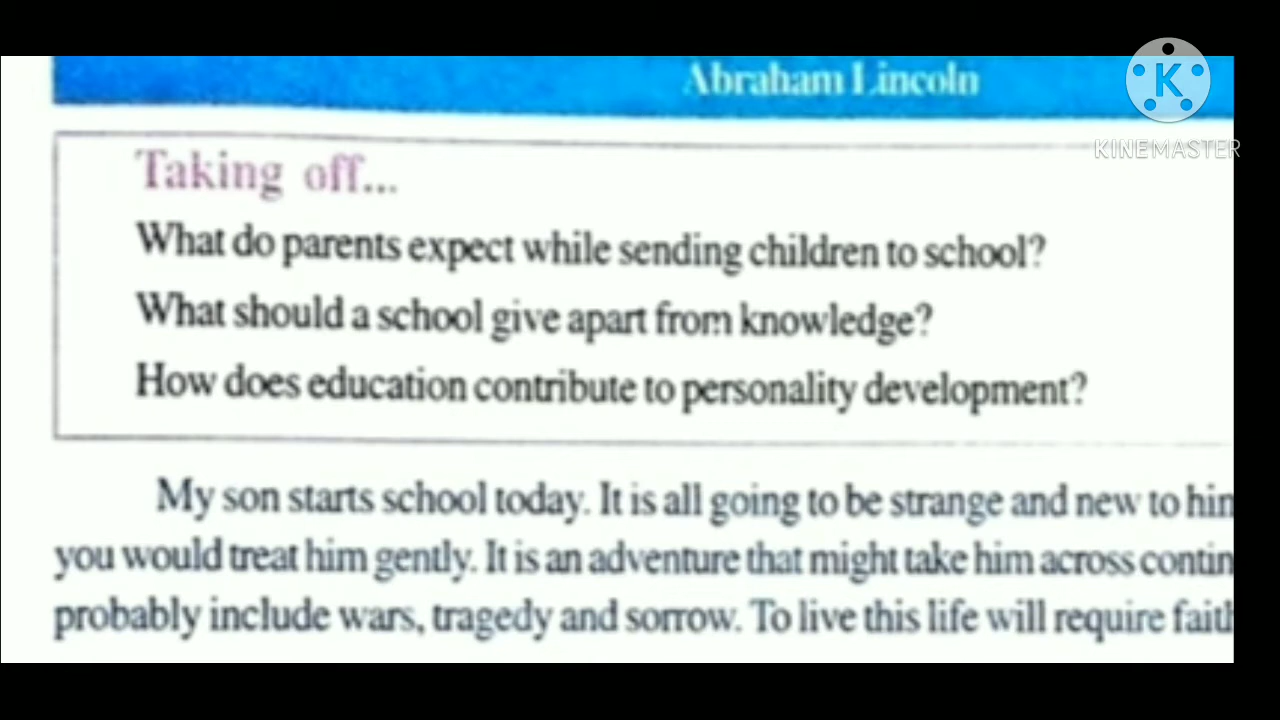 Abraham Lincoln
K
KINEMASTER
Taking off...
What do parents expect while sending children to school?
What should a school give apart from knowledge?
How does education contribute to personality development?
My son starts school today. It is all going to be strange and new to him
you would treat him gently. It is an adventure that might take him across contin
probably include wars, tragedy and sorrow. To live this life will require faith